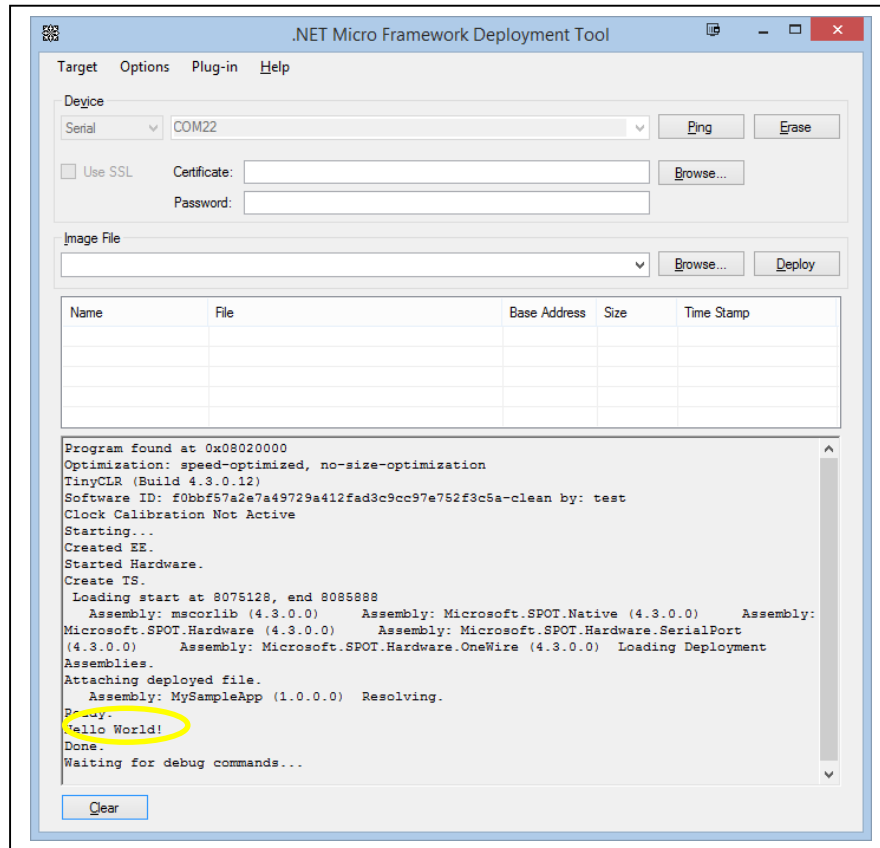 .NET Micro Framework Deployment Tool
Target Options Plug-in Help
Device
Serial COM22 Ping Erase
Use SSL Certificate: Browse...
Password:
Image File
Browse... Deploy
Name File Base Address Size Time Stamp
Program found at 0x08020000
Optimization: speed-optimized, no-size-optimization
TinyCLR (Build 4.3.0.12)
Software ID: f0bbf57a2e7a49729a412fad3c9cc97e752f3c5a-clean by: test
Clock Calibration Not Active
Starting...
Created EE.
Started Hardware.
Create TS.
Loading start at 8075128, end 8085888
Assembly: mscorlib (4.3.0.0) Assembly: Microsoft.SPOT.Native (4.3.0.0) Assembly:
Microsoft.SPOT.Hardware (4.3.0.0) Assembly: Microsoft.SPOT.Hardware.SerialPort
(4.3.0.0) Assembly: Microsoft.SPOT.Hardware.OneWire (4.3.0.0) Loading Deployment
Assemblies.
Attaching deployed file.
Assembly: MySampleApp (1.0.0.0) Resolving.
Ready.
Hello World!
Done.
Waiting for debug commands...
Clear